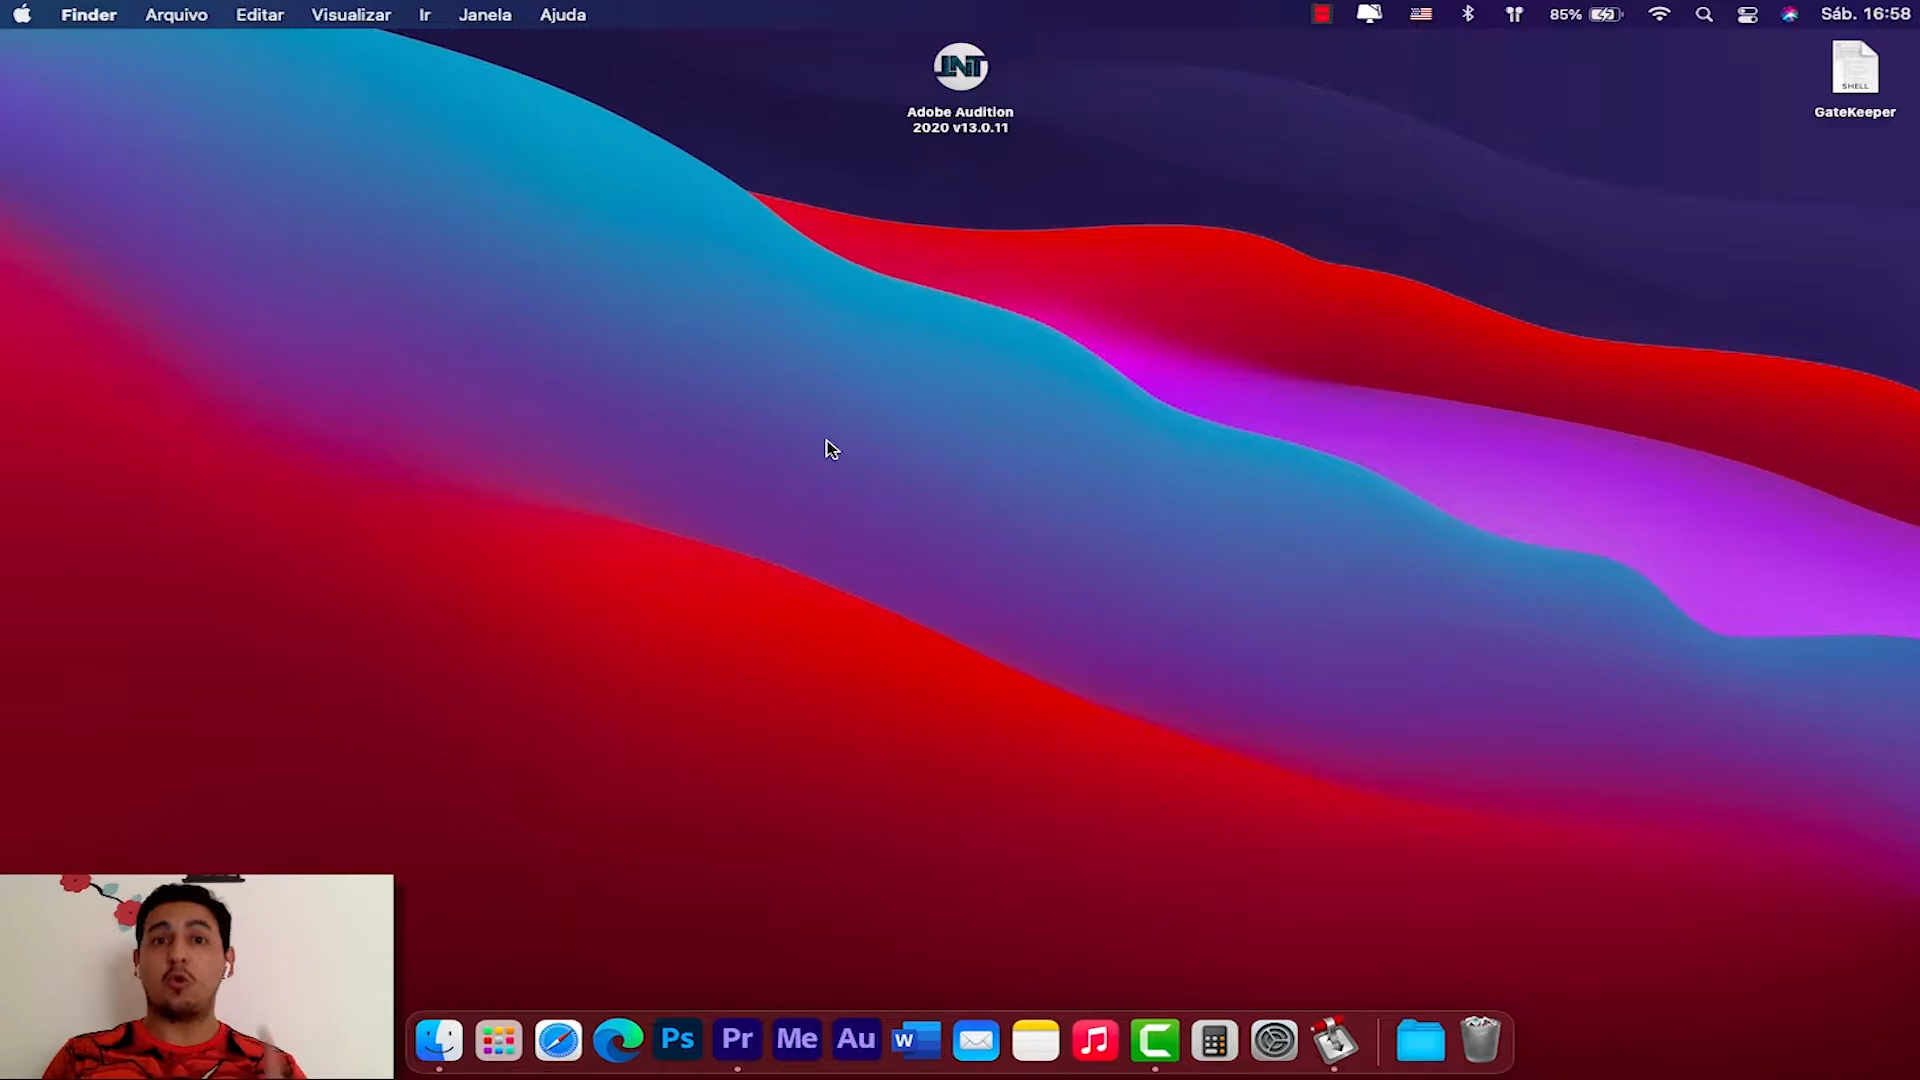 Finder Arquivo Editar Visualizar Ir Janela Ajuda 85% Sáb. 16:58
TNT
Adobe Audition
2020 v13.0.11
SHELL
GateKeeper
Ps Pr Me Au W